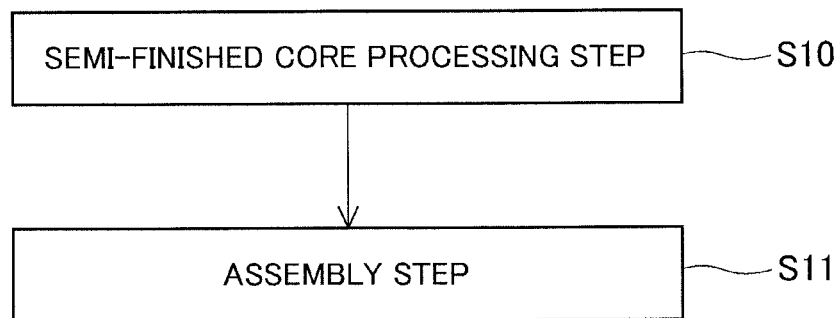 SEMI-FINISHED CORE PROCESSING STEP S10
ASSEMBLY STEP S11